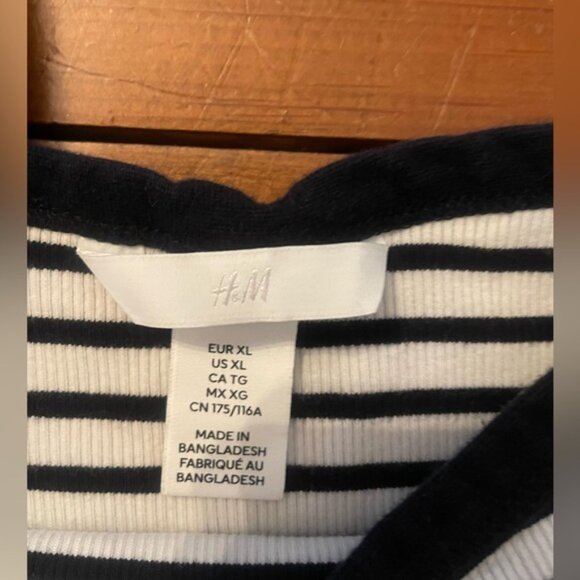 H&M
EUR XL
US XL
CA TG
MX XG
CN 175/116A
MADE IN
BANGLADESH
FABRIQUÉ AU
BANGLADESH